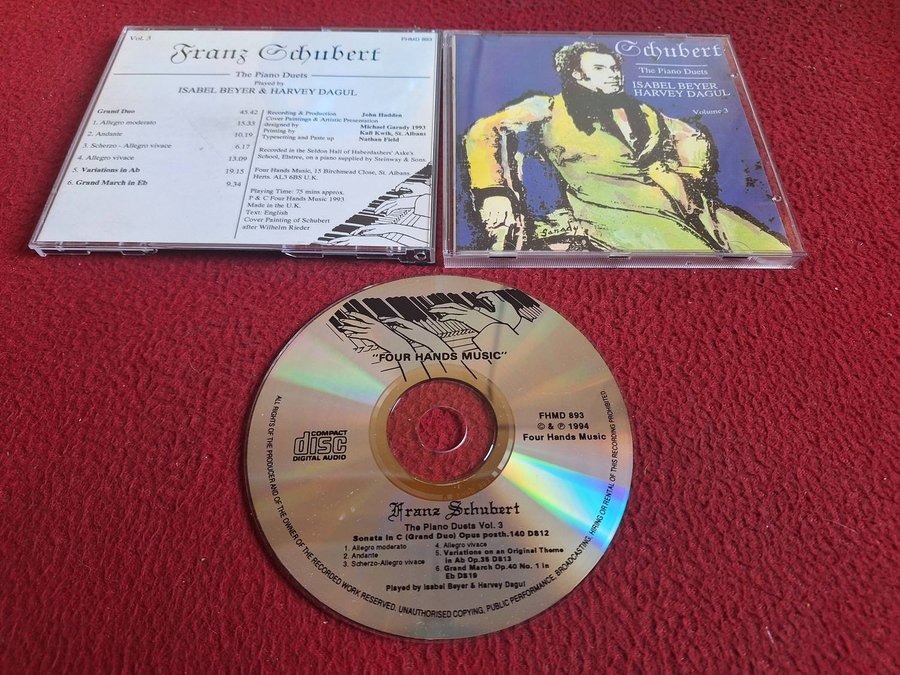 Vol. 3
FHMD 893
Franz Schubert
The Piano Duets
Played by
ISABEL BEYER & HARVEY DAGUL
Grand Duo 45.42
1. Allegro moderato 15.33
2. Andante 10.19
3. Scherzo - Allegro vivace 6.17
4. Allegro vivace 13.09
5. Variations in Ab 19.15
6. Grand March in Eb 9.34
Recording & Production John Hadden
Cover Paintings & Artistic Presentation
designed by Michael Garady 1993
Printing by Kall Kwik, St. Albans
Typesetting and Paste up Nathan Field
Recorded in the Seldon Hall of Haberdashers' Aske's
School, Elstree, on a piano supplied by Steinway & Sons.
Four Hands Music, 15 Birchmead Close, St. Albans
Herts. AL3 6BS U.K.
Playing Time: 75 mins approx.
P & C Four Hands Music 1993
Made in the U.K.
Text: English
Cover Painting of Schubert
after Wilhelm Rieder
Schubert
The Piano Duets
ISABEL BEYER
HARVEY DAGUL
Volume 3
Garady
"FOUR HANDS MUSIC"
COMPACT
disc
DIGITAL AUDIO
FHMD 893
© & ℗ 1994
Four Hands Music
Franz Schubert
The Piano Duets Vol. 3
Sonata in C (Grand Duo) Opus posth.140 D812
1. Allegro moderato
2. Andante
3. Scherzo-Allegro vivace
4. Allegro vivace
5. Variations on an Original Theme
in Ab Op.35 D813
6. Grand March Op.40 No. 1 in
Eb D819
Played by Isabel Beyer & Harvey Dagul
ALL RIGHTS OF THE PRODUCER AND OF THE OWNER OF THE RECORDED WORK RESERVED. UNAUTHORISED COPYING, PUBLIC PERFORMANCE, BROADCASTING, HIRING OR RENTAL OF THIS RECORDING PROHIBITED